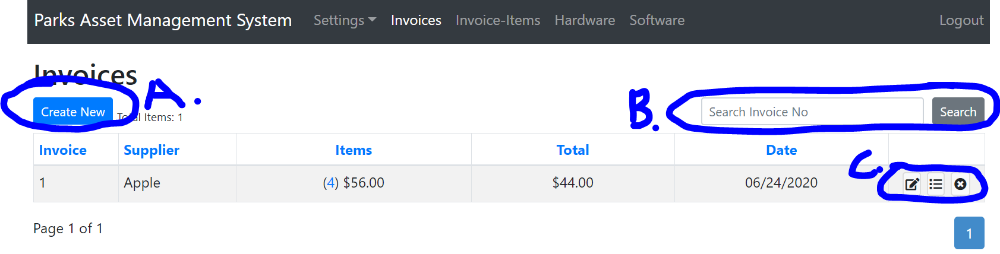 Parks Asset Management System Settings Invoices Invoice-Items Hardware Software Logout
Invoices
A.
Create New Total Items: 1
B.
Search Invoice No Search
Invoice Supplier Items Total Date
C.
1 Apple (4) $56.00 $44.00 06/24/2020
Page 1 of 1 1